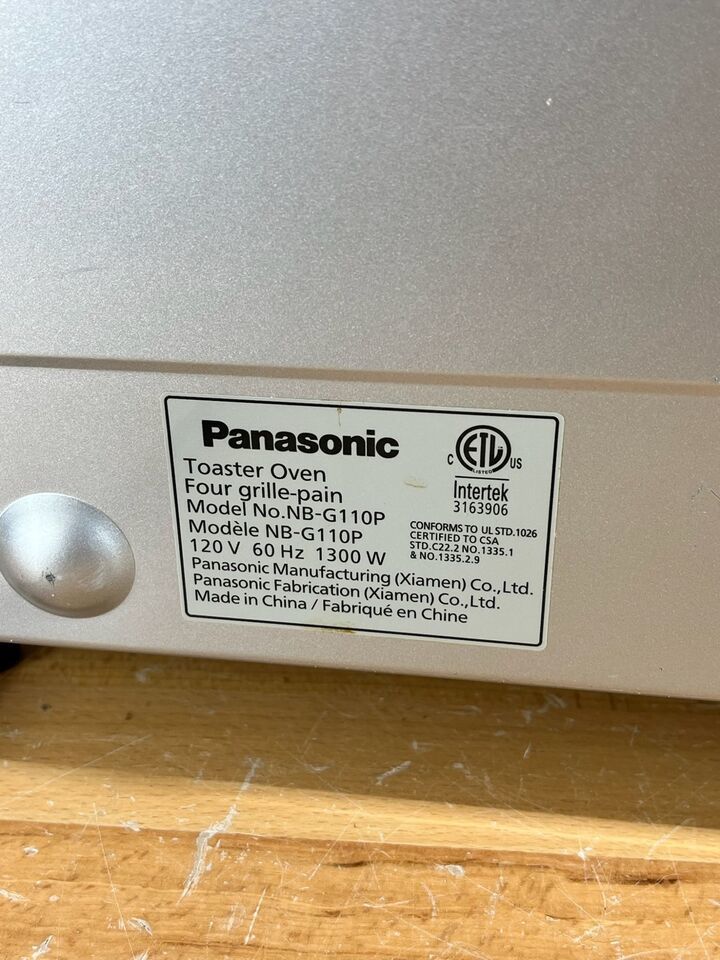 Panasonic
Toaster Oven
Four grille-pain
Model No.NB-G110P
Modèle NB-G110P
120 V 60 Hz 1300 W
C ETL US
LISTED
Intertek
3163906
CONFORMS TO UL STD.1026
CERTIFIED TO CSA
STD.C22.2 NO.1335.1
& NO.1335.2.9
Panasonic Manufacturing (Xiamen) Co.,Ltd.
Panasonic Fabrication (Xiamen) Co.,Ltd.
Made in China / Fabriqué en Chine